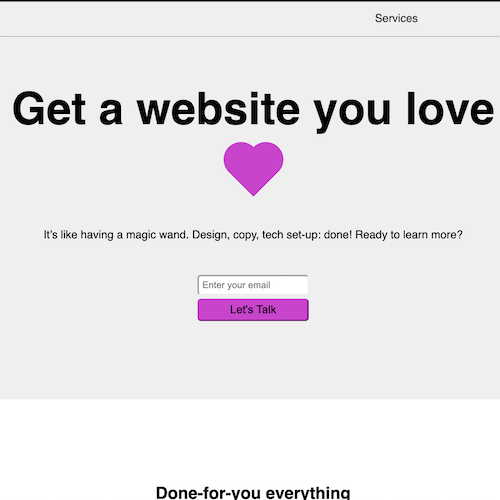 Services
Get a website you love
It's like having a magic wand. Design, copy, tech set-up: done! Ready to learn more?
Enter your email
Let's Talk
Done-for-you everything